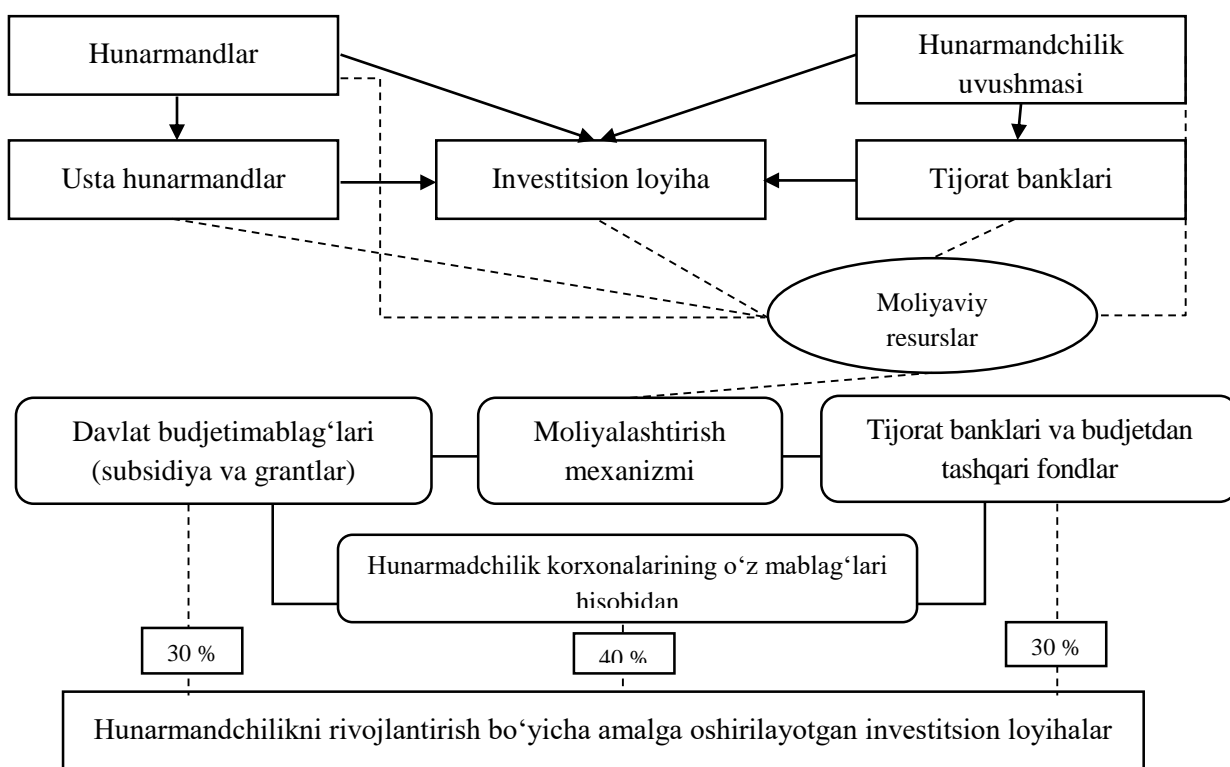 Hunarmandlar
Hunarmandchilik
uvushmasi
Usta hunarmandlar
Investitsion loyiha
Tijorat banklari
Moliyaviy
resurslar
Davlat budjetimablag‘lari
(subsidiya va grantlar)
Moliyalashtirish
mexanizmi
Tijorat banklari va budjetdan
tashqari fondlar
Hunarmadchilik korxonalarining o‘z mablag‘lari
hisobidan
30 %
40 %
30 %
Hunarmandchilikni rivojlantirish bo‘yicha amalga oshirilayotgan investitsion loyihalar